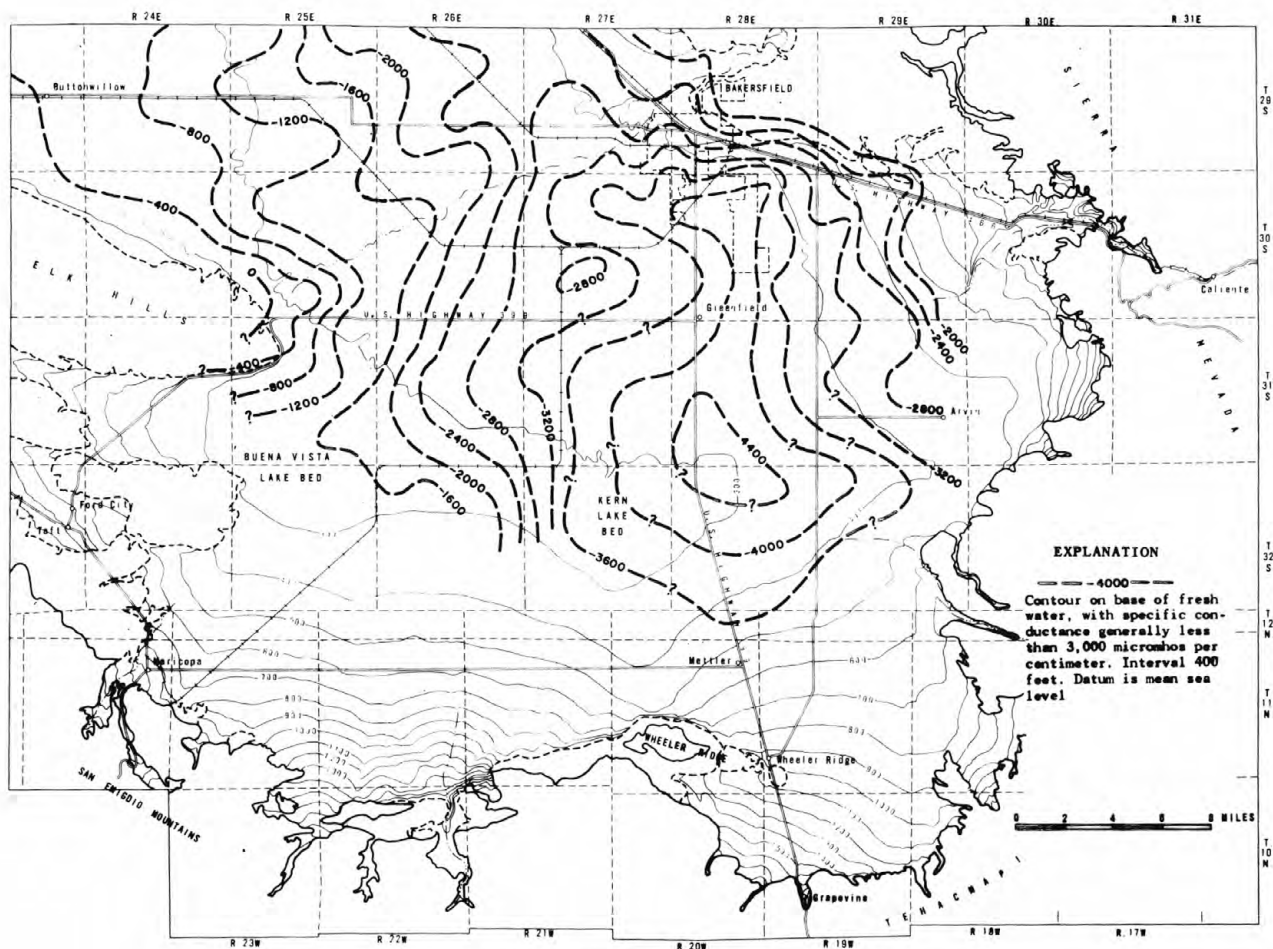 R 24E
R 25E
R 26E
R 27E
R 28E
R 29E
R 30E
R 31E
T 29 S
T 30 S
T 31 S
T 32 S
T 12 N
T 11 N
T 10 N
SIERRA
NEVADA
Buttonwillow
BAKERSFIELD
-2000
-1600
-1200
-800
-400
0
ELK HILLS
U.S. HIGHWAY 399
HIGHWAY
Caliente
-2800
Greenfield
-2000
-2400
-2800
Arvin
-400
-800
-1200
-3200
-2800
-2400
-2000
-1600
4400
-3200
-4000
-3600
BUENA VISTA
LAKE BED
KERN
LAKE
BED
U.S. HIGHWAY
Ford City
Taft
Maricopa
Mettler
WHEELER RIDGE
Wheeler Ridge
Grapevine
SAN EMIGDIO MOUNTAINS
TEHACHAPI
EXPLANATION
-4000
Contour on base of fresh
water, with specific con-
ductance generally less
than 3,000 micromhos per
centimeter. Interval 400
feet. Datum is mean sea
level
0 2 4 6 8 MILES
R 23W
R 22W
R 21W
R 20W
R 19W
R 18W
R 17W